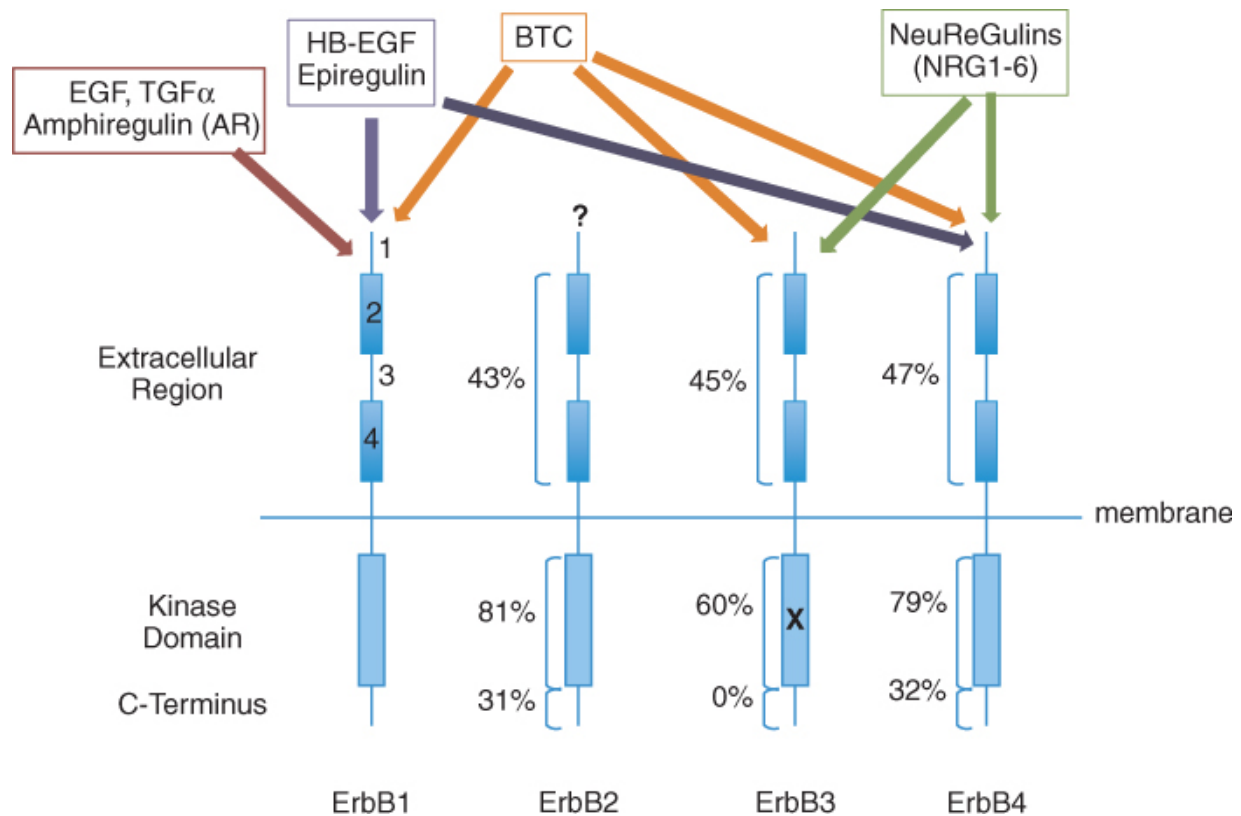 HB-EGF
Epiregulin
BTC
NeuReGulins
(NRG1-6)
EGF, TGFα
Amphiregulin (AR)
?
1
2
3
4
Extracellular
Region
43%
45%
47%
membrane
Kinase
Domain
81%
60%
X
79%
C-Terminus
31%
0%
32%
ErbB1
ErbB2
ErbB3
ErbB4